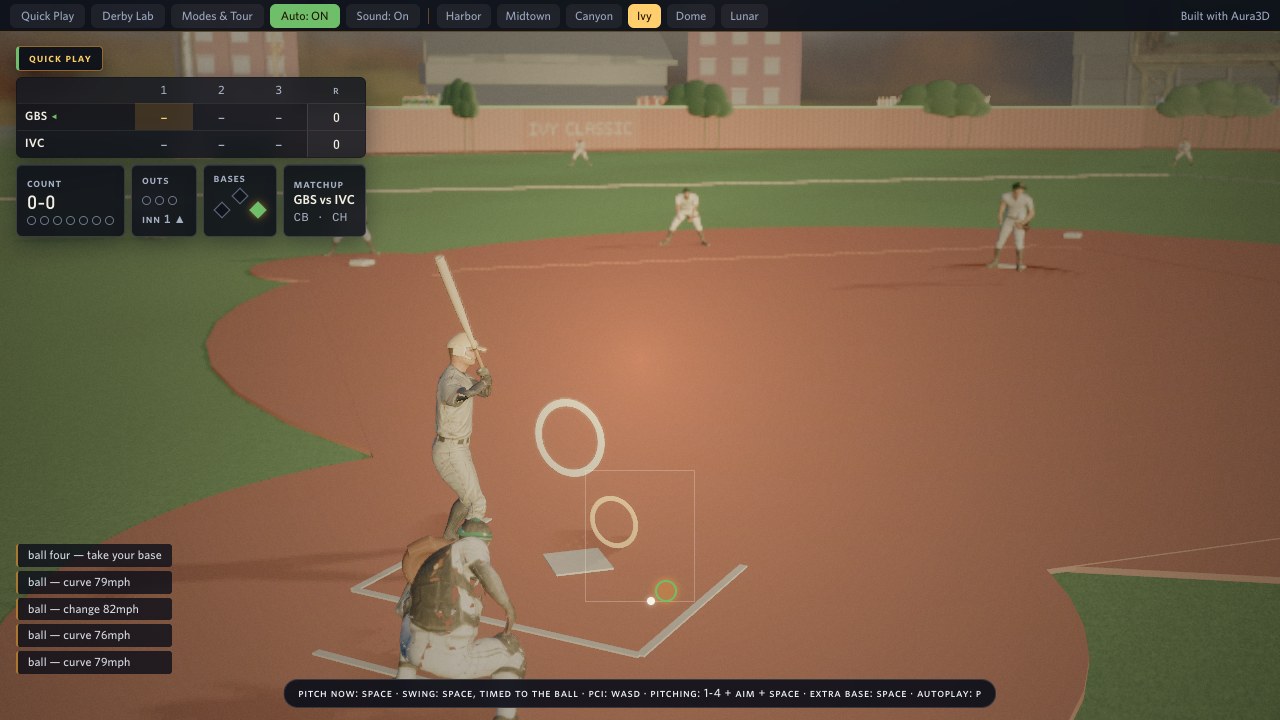 Quick Play Derby Lab Modes & Tour Auto: ON Sound: On Harbor Midtown Canyon Ivy Dome Lunar Built with Aura3D
QUICK PLAY
1 2 3 R
GBS ◂ – – – 0
IVC – – – 0
COUNT
0-0
OUTS
INN 1 ▲
BASES
MATCHUP
GBS vs IVC
CB · CH
IVY CLASSIC
ball four — take your base
ball — curve 79mph
ball — change 82mph
ball — curve 76mph
ball — curve 79mph
PITCH NOW: SPACE · SWING: SPACE, TIMED TO THE BALL · PCI: WASD · PITCHING: 1-4 + AIM + SPACE · EXTRA BASE: SPACE · AUTOPLAY: P